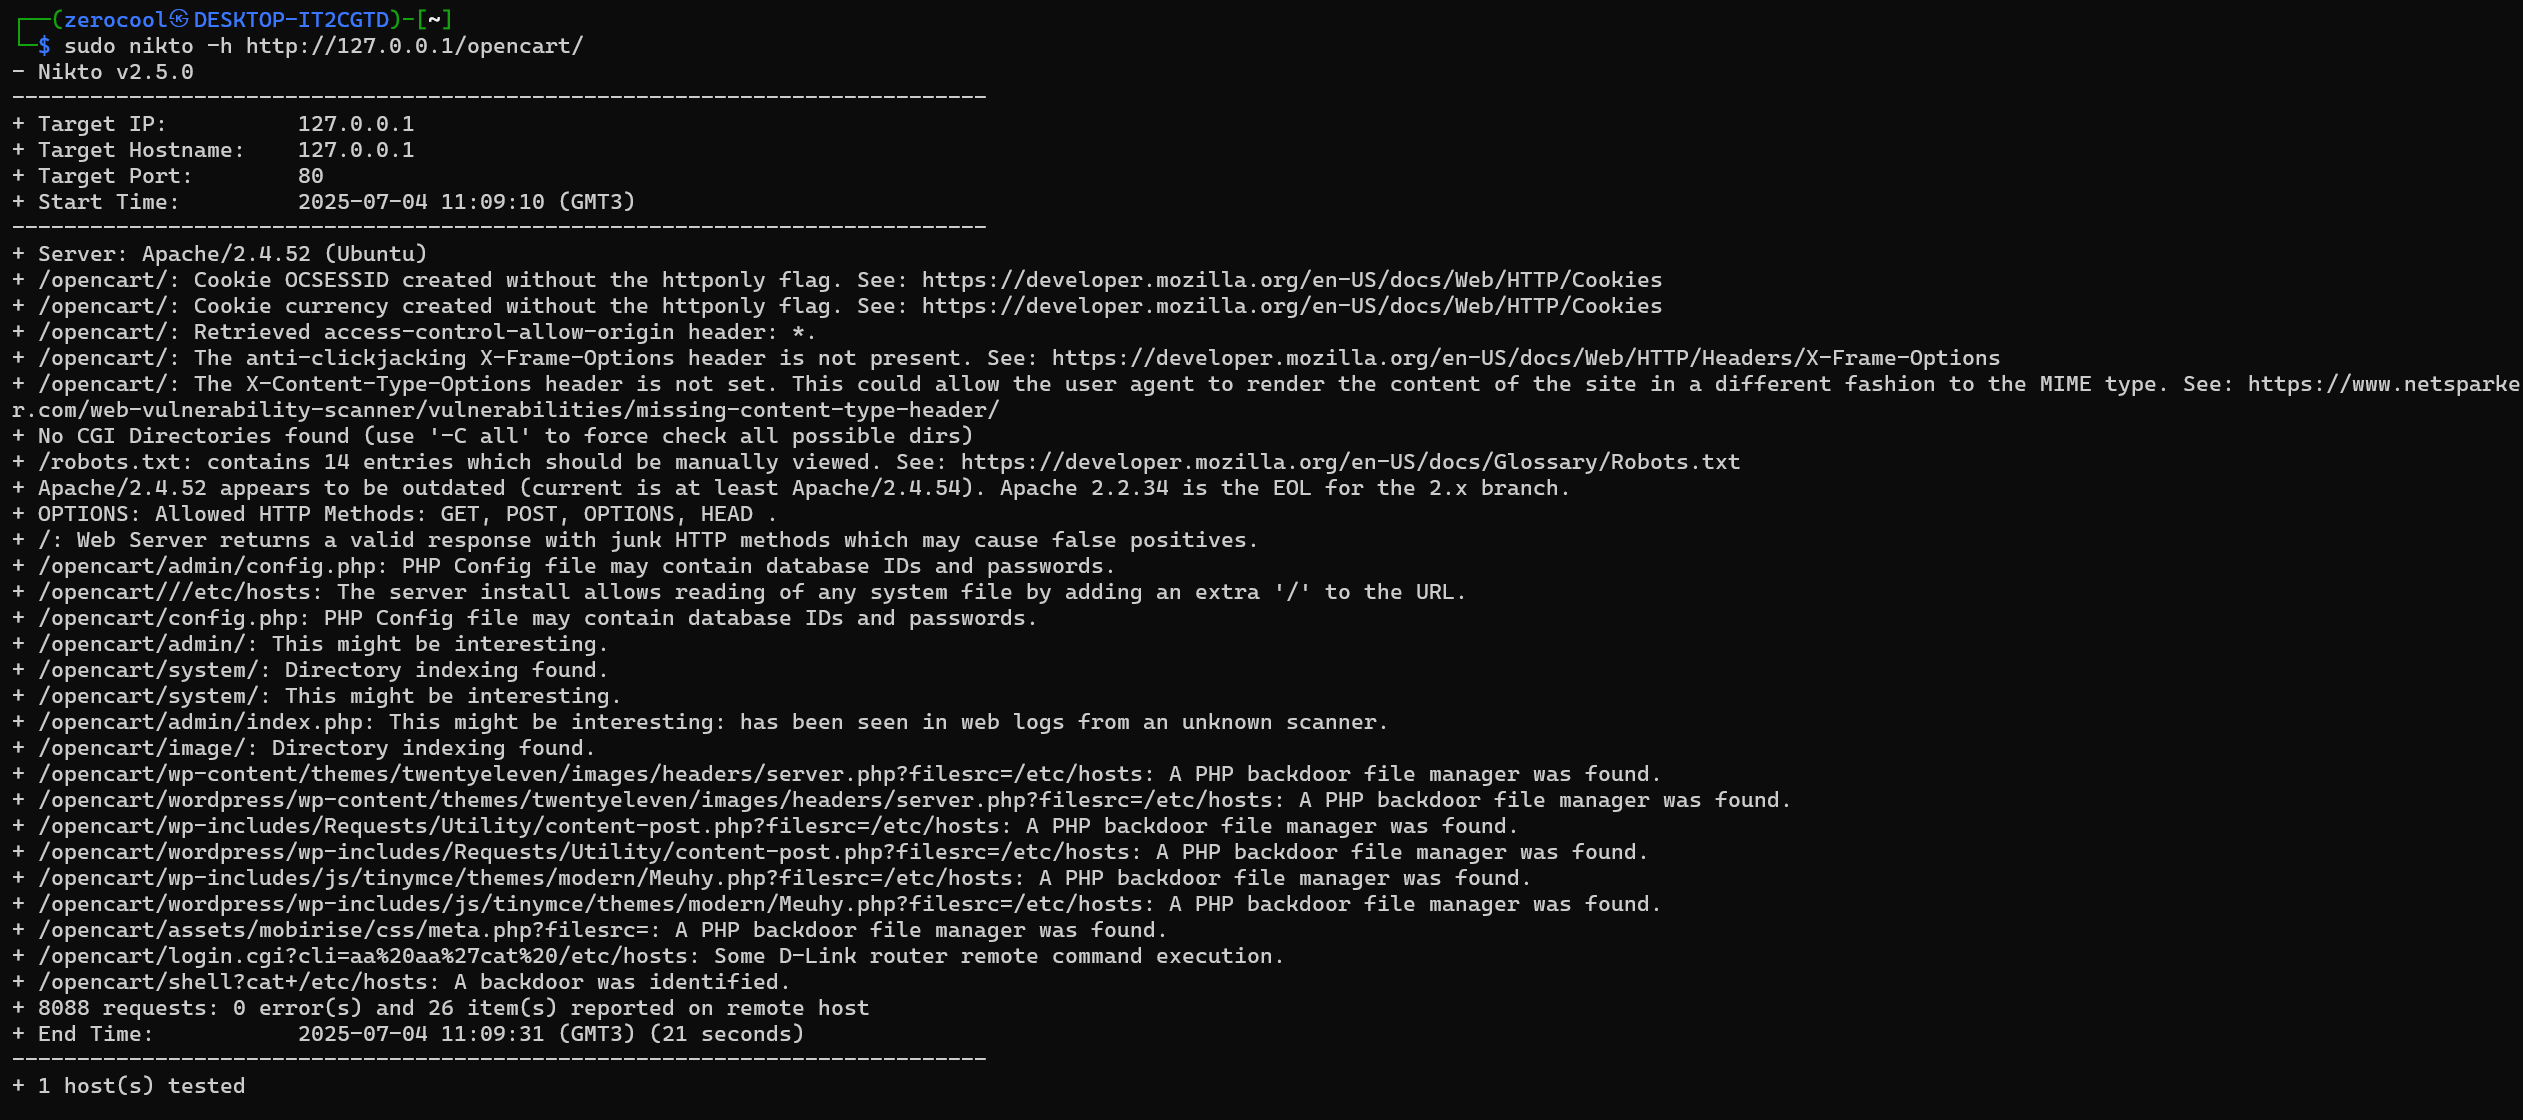 ┌──(zerocool㉿DESKTOP-IT2CGTD)-[~]
└─$ sudo nikto -h http://127.0.0.1/opencart/
- Nikto v2.5.0
---------------------------------------------------------------------------
+ Target IP:          127.0.0.1
+ Target Hostname:    127.0.0.1
+ Target Port:        80
+ Start Time:         2025-07-04 11:09:10 (GMT3)
---------------------------------------------------------------------------
+ Server: Apache/2.4.52 (Ubuntu)
+ /opencart/: Cookie OCSESSID created without the httponly flag. See: https://developer.mozilla.org/en-US/docs/Web/HTTP/Cookies
+ /opencart/: Cookie currency created without the httponly flag. See: https://developer.mozilla.org/en-US/docs/Web/HTTP/Cookies
+ /opencart/: Retrieved access-control-allow-origin header: *.
+ /opencart/: The anti-clickjacking X-Frame-Options header is not present. See: https://developer.mozilla.org/en-US/docs/Web/HTTP/Headers/X-Frame-Options
+ /opencart/: The X-Content-Type-Options header is not set. This could allow the user agent to render the content of the site in a different fashion to the MIME type. See: https://www.netsparke
r.com/web-vulnerability-scanner/vulnerabilities/missing-content-type-header/
+ No CGI Directories found (use '-C all' to force check all possible dirs)
+ /robots.txt: contains 14 entries which should be manually viewed. See: https://developer.mozilla.org/en-US/docs/Glossary/Robots.txt
+ Apache/2.4.52 appears to be outdated (current is at least Apache/2.4.54). Apache 2.2.34 is the EOL for the 2.x branch.
+ OPTIONS: Allowed HTTP Methods: GET, POST, OPTIONS, HEAD .
+ /: Web Server returns a valid response with junk HTTP methods which may cause false positives.
+ /opencart/admin/config.php: PHP Config file may contain database IDs and passwords.
+ /opencart///etc/hosts: The server install allows reading of any system file by adding an extra '/' to the URL.
+ /opencart/config.php: PHP Config file may contain database IDs and passwords.
+ /opencart/admin/: This might be interesting.
+ /opencart/system/: Directory indexing found.
+ /opencart/system/: This might be interesting.
+ /opencart/admin/index.php: This might be interesting: has been seen in web logs from an unknown scanner.
+ /opencart/image/: Directory indexing found.
+ /opencart/wp-content/themes/twentyeleven/images/headers/server.php?filesrc=/etc/hosts: A PHP backdoor file manager was found.
+ /opencart/wordpress/wp-content/themes/twentyeleven/images/headers/server.php?filesrc=/etc/hosts: A PHP backdoor file manager was found.
+ /opencart/wp-includes/Requests/Utility/content-post.php?filesrc=/etc/hosts: A PHP backdoor file manager was found.
+ /opencart/wordpress/wp-includes/Requests/Utility/content-post.php?filesrc=/etc/hosts: A PHP backdoor file manager was found.
+ /opencart/wp-includes/js/tinymce/themes/modern/Meuhy.php?filesrc=/etc/hosts: A PHP backdoor file manager was found.
+ /opencart/wordpress/wp-includes/js/tinymce/themes/modern/Meuhy.php?filesrc=/etc/hosts: A PHP backdoor file manager was found.
+ /opencart/assets/mobirise/css/meta.php?filesrc=: A PHP backdoor file manager was found.
+ /opencart/login.cgi?cli=aa%20aa%27cat%20/etc/hosts: Some D-Link router remote command execution.
+ /opencart/shell?cat+/etc/hosts: A backdoor was identified.
+ 8088 requests: 0 error(s) and 26 item(s) reported on remote host
+ End Time:           2025-07-04 11:09:31 (GMT3) (21 seconds)
---------------------------------------------------------------------------
+ 1 host(s) tested